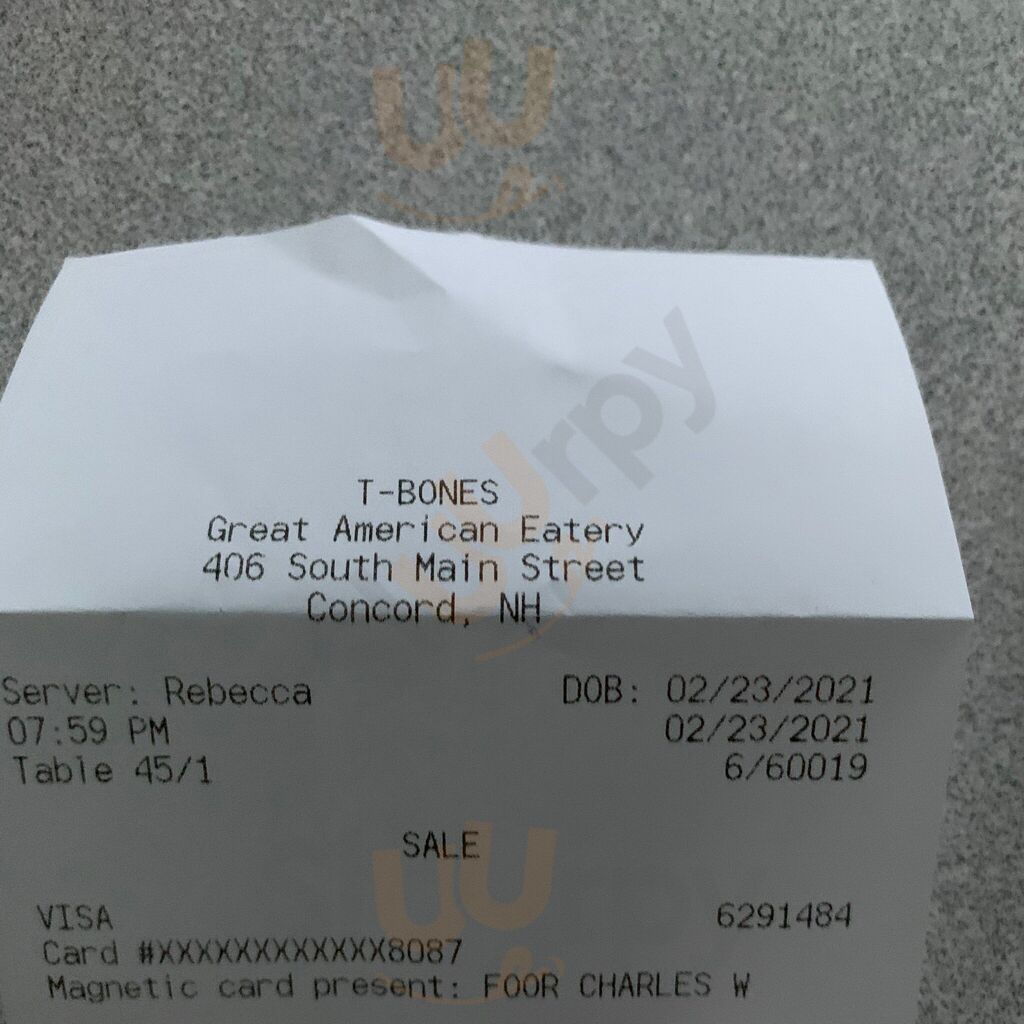 T-BONES
Great American Eatery
406 South Main Street
Concord, NH
Server: Rebecca DOB: 02/23/2021
07:59 PM 02/23/2021
Table 45/1 6/60019
SALE
VISA 6291484
Card #XXXXXXXXXXXX8087
Magnetic card present: FOOR CHARLES W
wUrpy